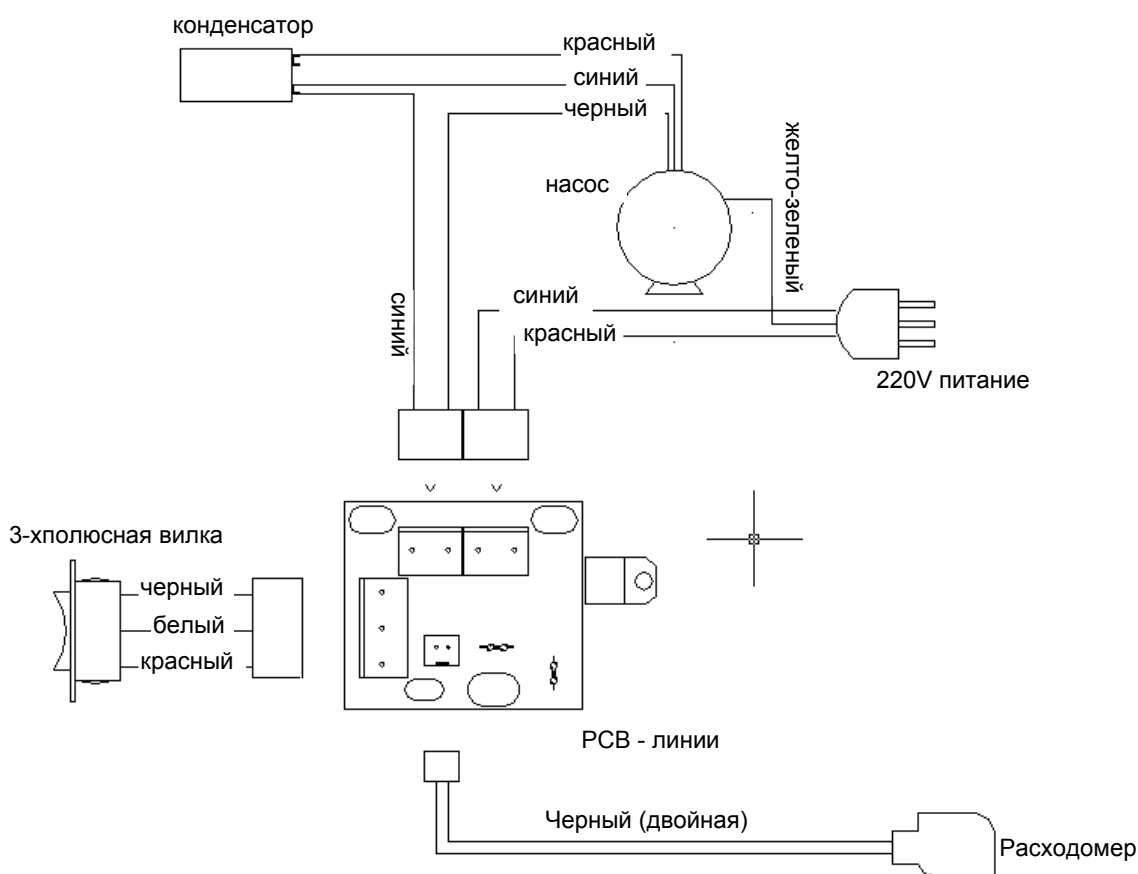 конденсатор
красный
синий
черный
желто-зеленый
насос
синий
синий
красный
220V питание
3-хполюсная вилка
черный
белый
красный
PCB - линии
Черный (двойная)
Расходомер